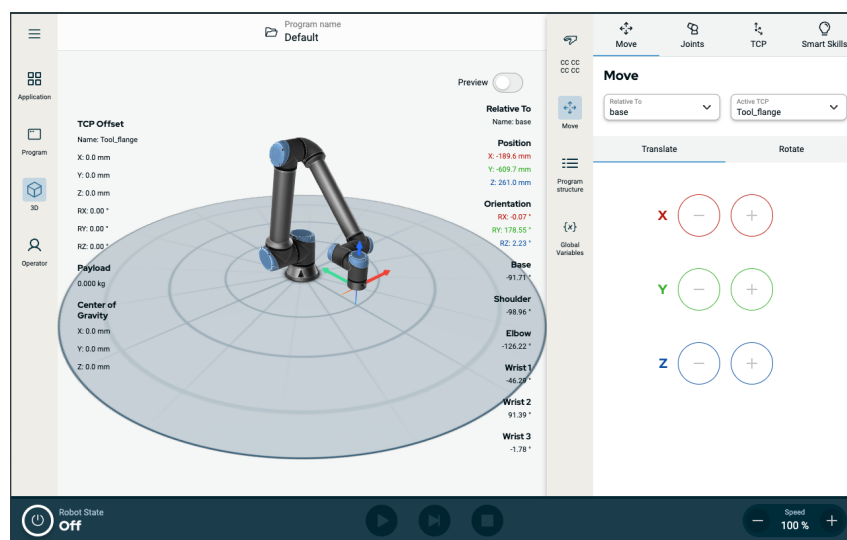 Program name
Default
Application
Program
3D
Operator
TCP Offset
Name: Tool_flange
X: 0.0 mm
Y: 0.0 mm
Z: 0.0 mm
RX: 0.00 °
RY: 0.00 °
RZ: 0.00 °
Payload
0.000 kg
Center of
Gravity
X: 0.0 mm
Y: 0.0 mm
Z: 0.0 mm
Preview
Relative To
Name: base
Position
X: -189.6 mm
Y: -609.7 mm
Z: 261.0 mm
Orientation
RX: -0.07 °
RY: 178.55 °
RZ: 2.23 °
Base
-91.71 °
Shoulder
-98.96 °
Elbow
-126.22 °
Wrist 1
-46.29 °
Wrist 2
91.39 °
Wrist 3
-1.78 °
CC CC
CC CC
Move
Program
structure
{x}
Global
Variables
Move
Joints
TCP
Smart Skills
Move
Relative To
base
Active TCP
Tool_flange
Translate
Rotate
X
Y
Z
Robot State
Off
Speed
100 %